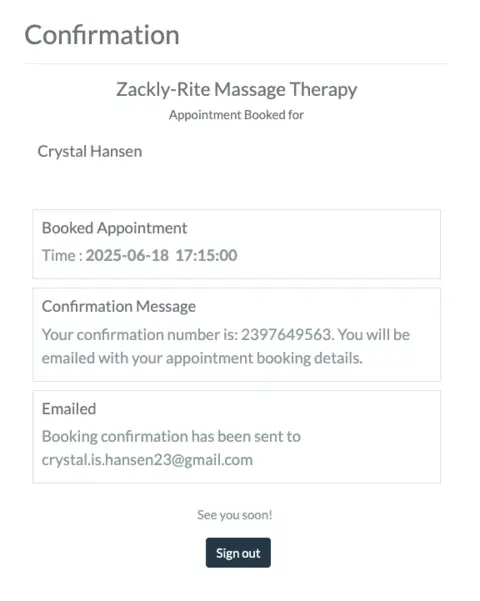 Confirmation
Zackly-Rite Massage Therapy
Appointment Booked for
Crystal Hansen
Booked Appointment
Time : 2025-06-18 17:15:00
Confirmation Message
Your confirmation number is: 2397649563. You will be
emailed with your appointment booking details.
Emailed
Booking confirmation has been sent to
crystal.is.hansen23@gmail.com
See you soon!
Sign out